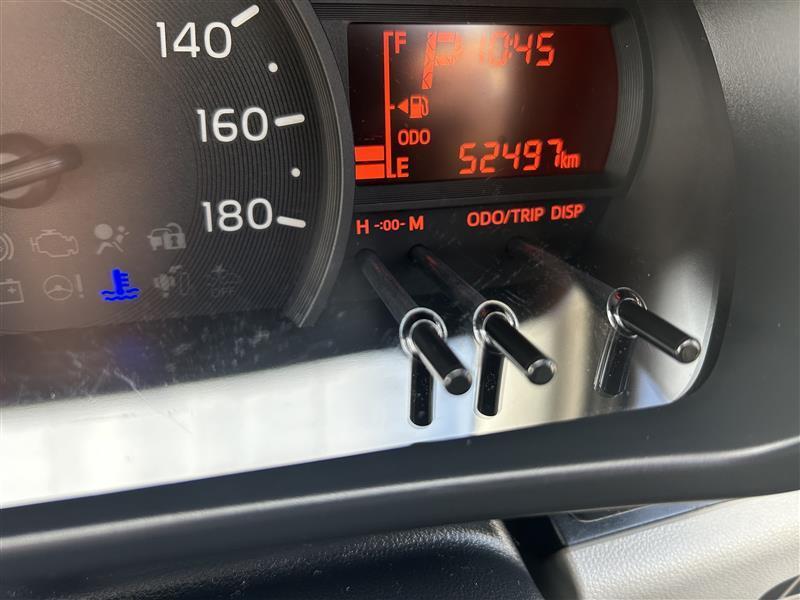 140
160
180
F
P 10:45
ODO
E
52497km
H -:00- M
ODO/TRIP DISP